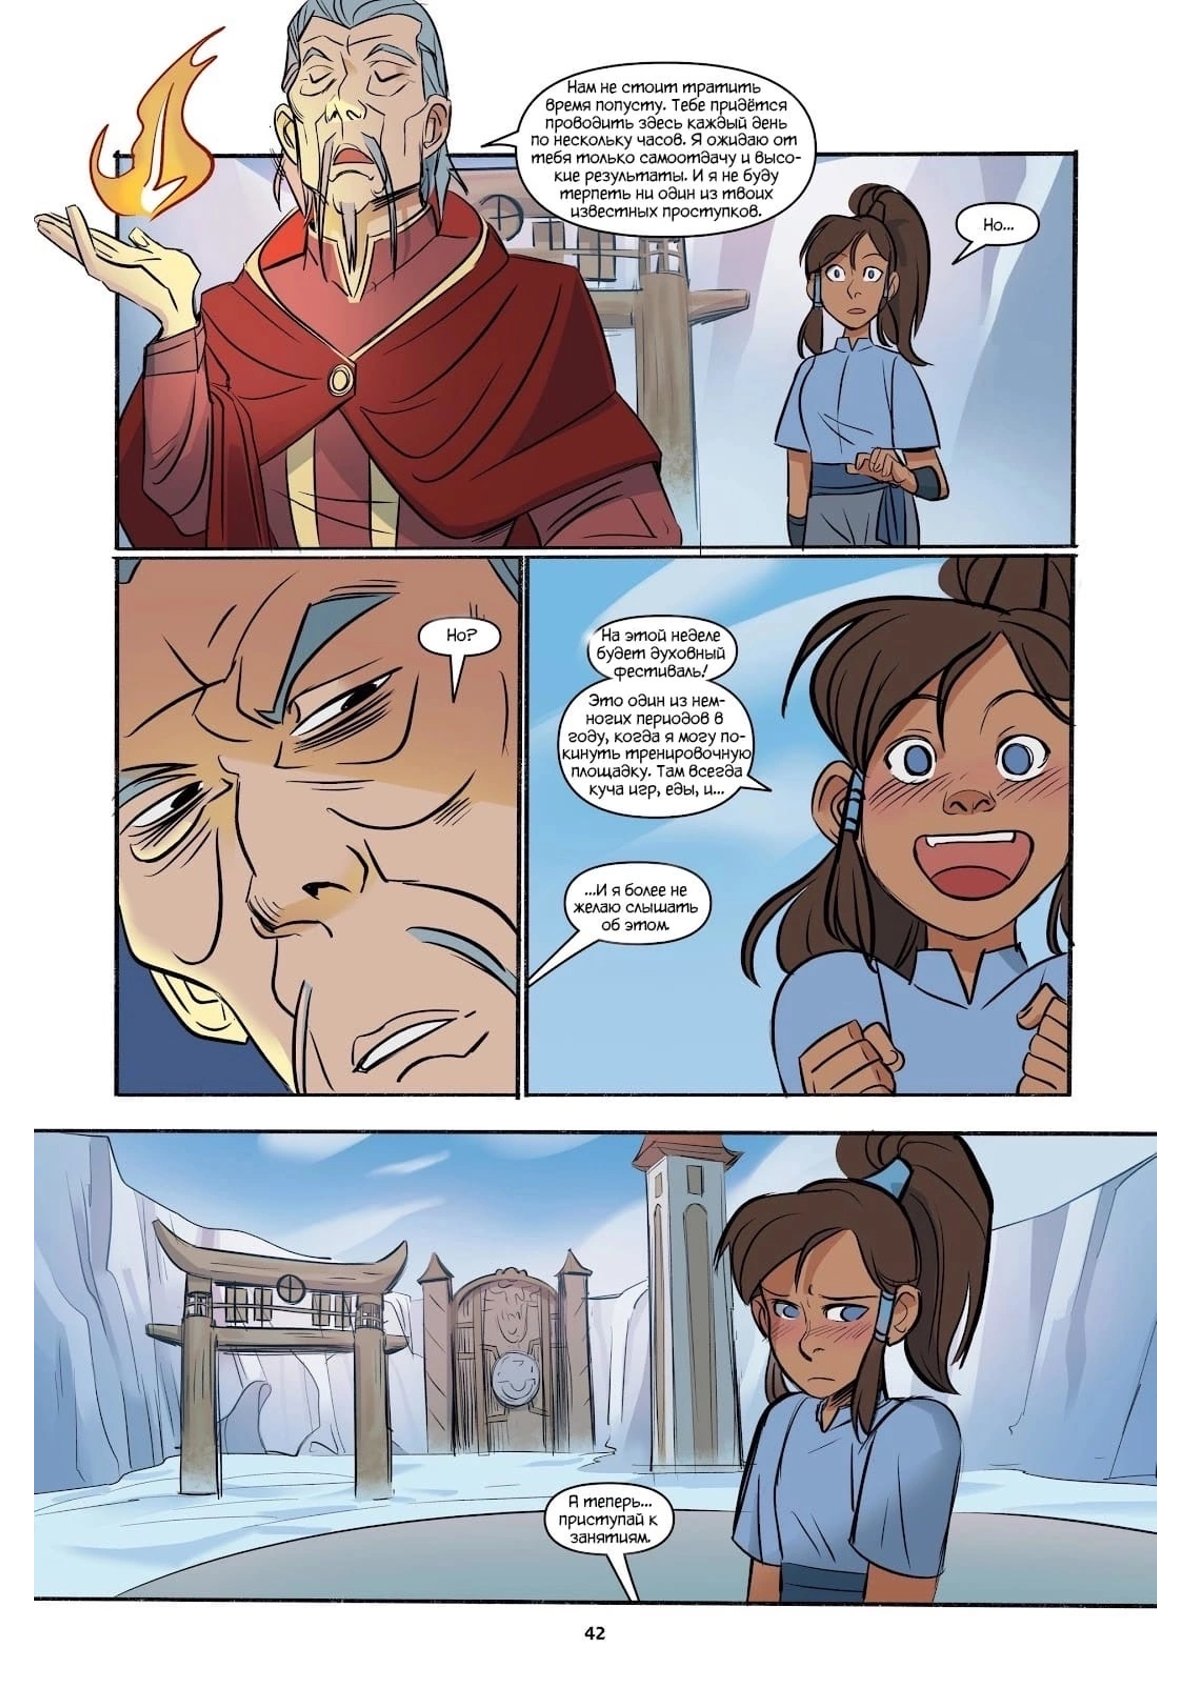 Нам не стоит тратить
время попусту. Тебе придётся
проводить здесь каждый день
по нескольку часов. Я ожидаю от
тебя только самоотдачу и высо-
кие результаты. И я не буду
терпеть ни один из твоих
известных проступков.
Но...
Но?
На этой неделе
будет духовный
фестиваль!
Это один из нем-
ногих периодов в
году, когда я могу по-
кинуть тренировочную
площадку. Там всегда
куча игр, еды, и...
...И я более не
желаю слышать
об этом.
А теперь...
приступай к
занятиям.
42